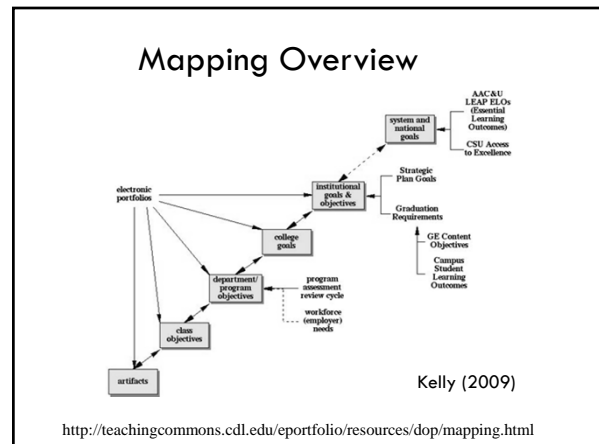 Mapping Overview
AAC&U
LEAP ELOs
(Essential
Learning
Outcomes)
system and
national
goals
CSU Access
to Excellence
Strategic
Plan Goals
electronic
portfolios
institutional
goals &
objectives
Graduation
Requirements
college
goals
GE Content
Objectives
Campus
Student
Learning
Outcomes
department/
program
objectives
program
assessment
review cycle
workforce
(employer)
needs
class
objectives
artifacts
Kelly (2009)
http://teachingcommons.cdl.edu/eportfolio/resources/dop/mapping.html